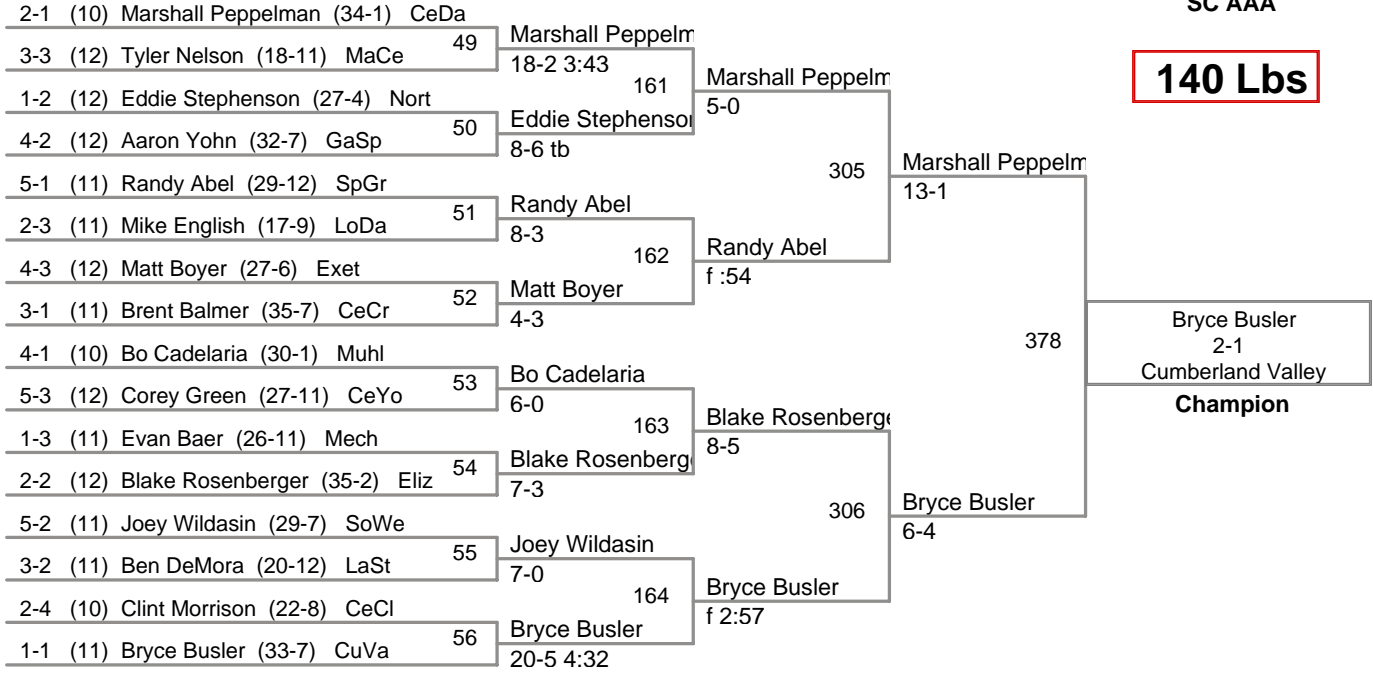 SC AAA
140 Lbs
2-1 (10) Marshall Peppelman (34-1) CeDa
3-3 (12) Tyler Nelson (18-11) MaCe
1-2 (12) Eddie Stephenson (27-4) Nort
4-2 (12) Aaron Yohn (32-7) GaSp
5-1 (11) Randy Abel (29-12) SpGr
2-3 (11) Mike English (17-9) LoDa
4-3 (12) Matt Boyer (27-6) Exet
3-1 (11) Brent Balmer (35-7) CeCr
4-1 (10) Bo Cadelaria (30-1) Muhl
5-3 (12) Corey Green (27-11) CeYo
1-3 (11) Evan Baer (26-11) Mech
2-2 (12) Blake Rosenberger (35-2) Eliz
5-2 (11) Joey Wildasin (29-7) SoWe
3-2 (11) Ben DeMora (20-12) LaSt
2-4 (10) Clint Morrison (22-8) CeCl
1-1 (11) Bryce Busler (33-7) CuVa
49
50
51
52
53
54
55
56
Marshall Peppelm
18-2 3:43
Eddie Stephenson
8-6 tb
Randy Abel
8-3
Matt Boyer
4-3
Bo Cadelaria
6-0
Blake Rosenberg
7-3
Joey Wildasin
7-0
Bryce Busler
20-5 4:32
161
162
163
164
Marshall Peppelm
5-0
Randy Abel
f :54
Blake Rosenberge
8-5
Bryce Busler
f 2:57
305
306
Marshall Peppelm
13-1
Bryce Busler
6-4
378
Bryce Busler
2-1
Cumberland Valley
Champion